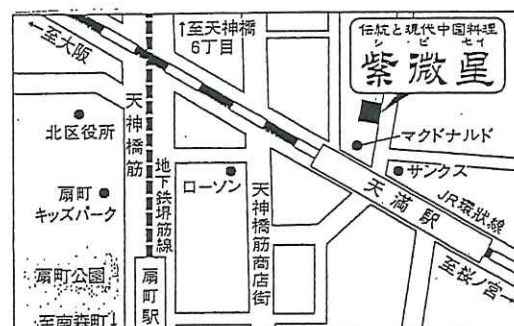 ←至大阪
↑至天神橋
6丁目
伝統と現代中国料理
シ・ビ セイ
紫微星
北区役所
天神橋筋
マクドナルド
サンクス
扇町
キッズパーク
地下鉄堺筋線
ローソン
天神橋筋商店街
天満駅
JR環状線
扇町公園
扇町駅
至桜ノ宮→
至南森町↓